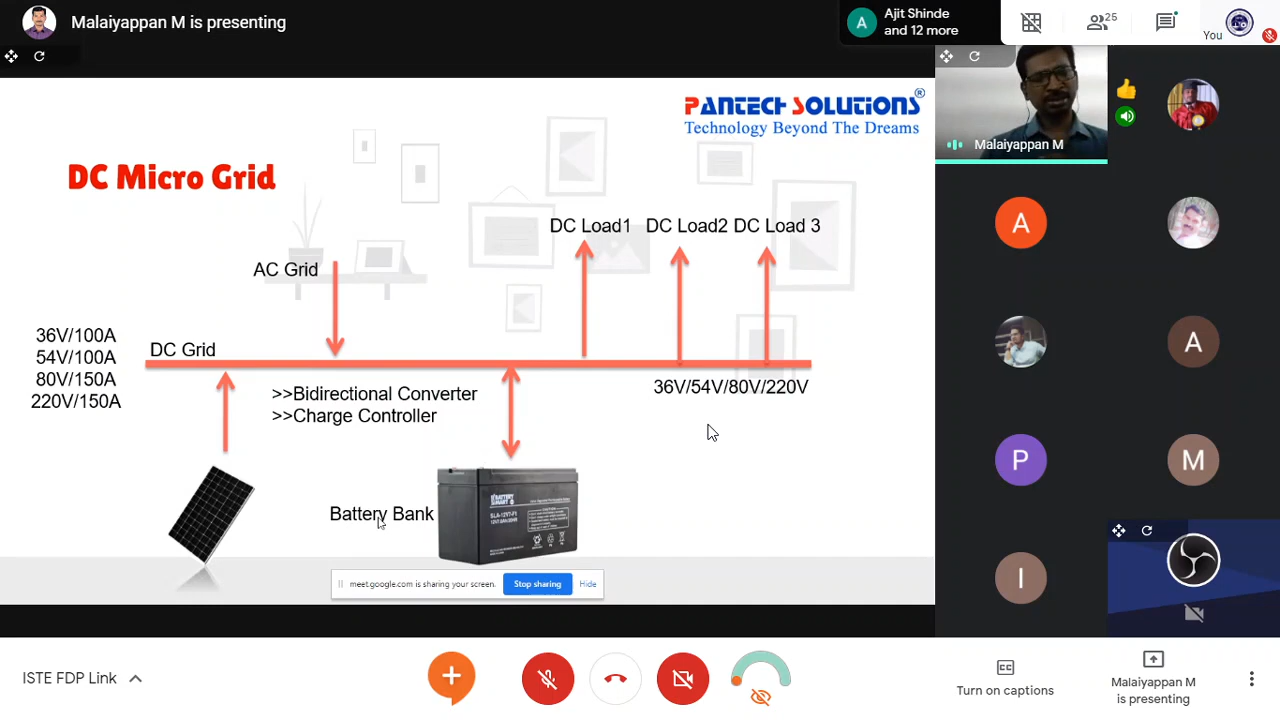 Malaiyappan M is presenting
Ajit Shinde
and 12 more
25
You
PANTECH SOLUTIONS®
Technology Beyond The Dreams
DC Micro Grid
DC Load1 DC Load2 DC Load 3
AC Grid
36V/100A
54V/100A
80V/150A
220V/150A
DC Grid
>>Bidirectional Converter
>>Charge Controller
36V/54V/80V/220V
Battery Bank
meet.google.com is sharing your screen.
Stop sharing
Hide
Malaiyappan M
A
A
P
M
I
ISTE FDP Link
Turn on captions
Malaiyappan M
is presenting